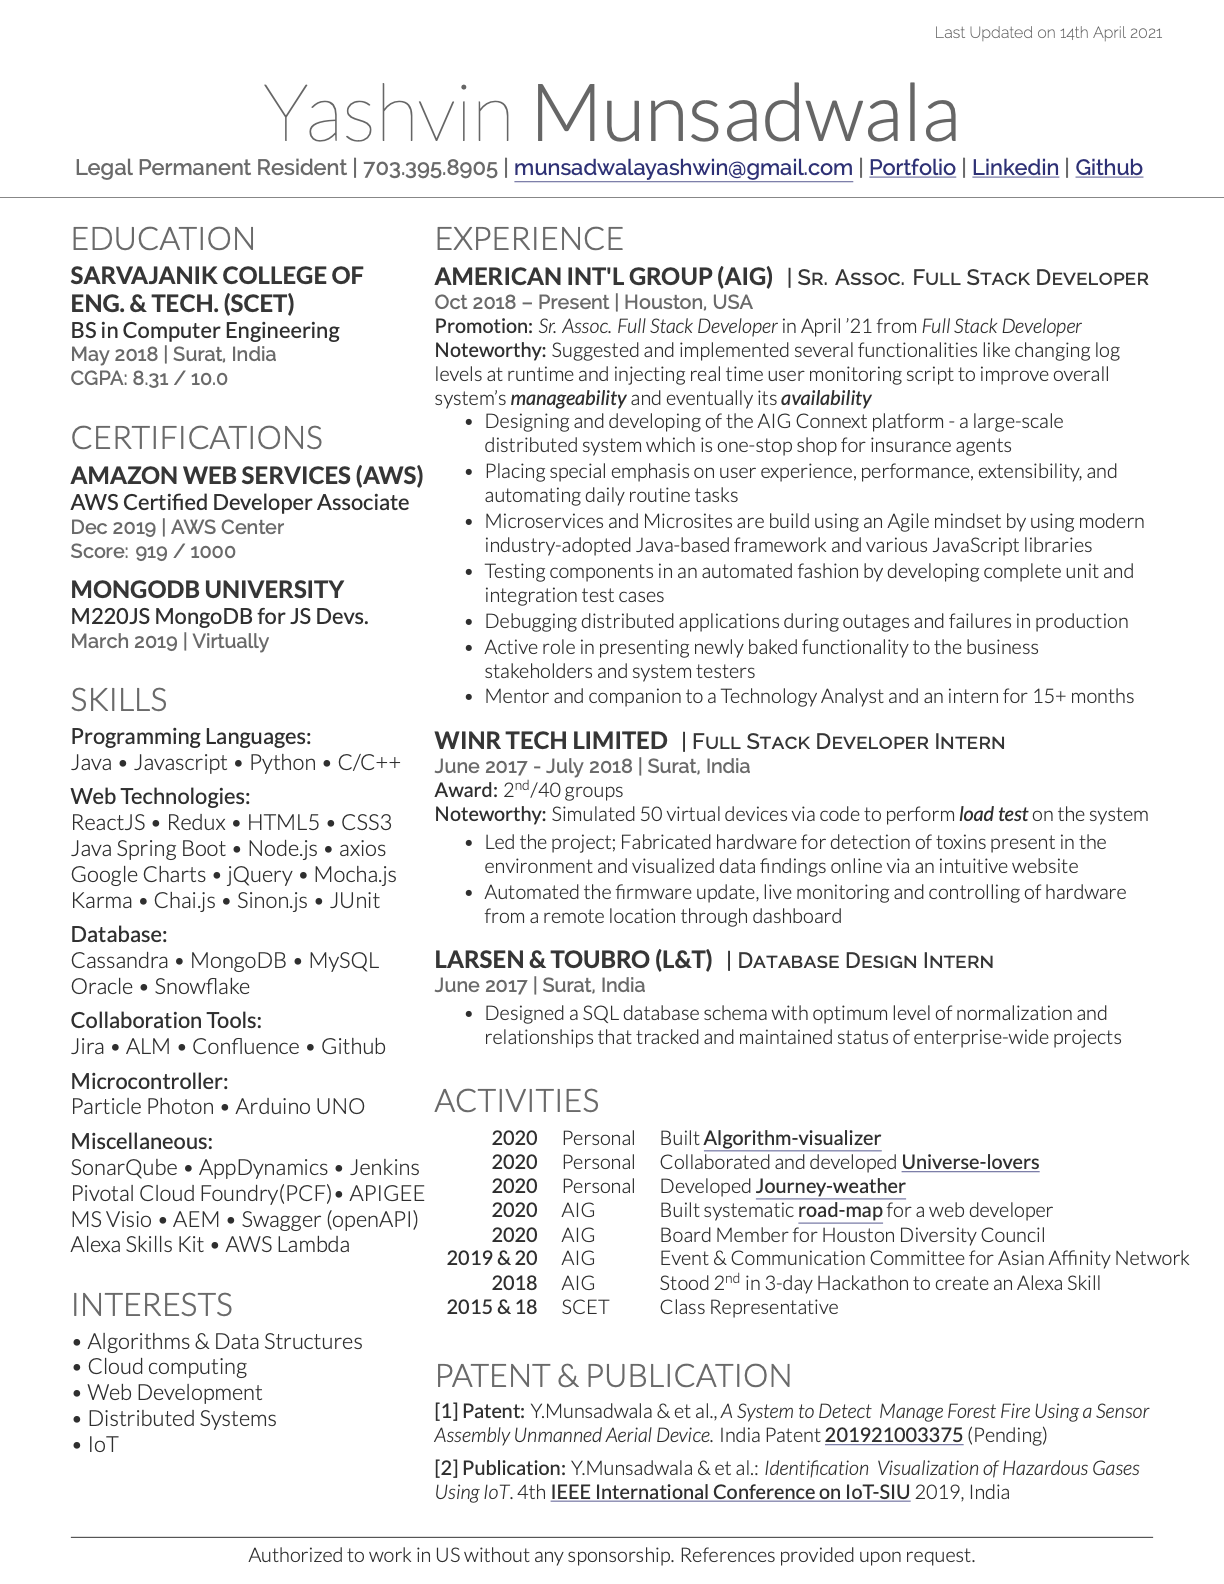 Last Updated on 14th April 2021
Yashvin Munsadwala
Legal Permanent Resident | 703.395.8905 | munsadwalayashwin@gmail.com | Portfolio | Linkedin | Github
EDUCATION
SARVAJANIK COLLEGE OF
ENG. & TECH. (SCET)
BS in Computer Engineering
May 2018 | Surat, India
CGPA: 8.31 / 10.0
CERTIFICATIONS
AMAZON WEB SERVICES (AWS)
AWS Certified Developer Associate
Dec 2019 | AWS Center
Score: 919 / 1000
MONGODB UNIVERSITY
M220JS MongoDB for JS Devs.
March 2019 | Virtually
SKILLS
Programming Languages:
Java • Javascript • Python • C/C++
Web Technologies:
ReactJS • Redux • HTML5 • CSS3
Java Spring Boot • Node.js • axios
Google Charts • jQuery • Mocha.js
Karma • Chai.js • Sinon.js • JUnit
Database:
Cassandra • MongoDB • MySQL
Oracle • Snowflake
Collaboration Tools:
Jira • ALM • Confluence • Github
Microcontroller:
Particle Photon • Arduino UNO
Miscellaneous:
SonarQube • AppDynamics • Jenkins
Pivotal Cloud Foundry(PCF)• APIGEE
MS Visio • AEM • Swagger (openAPI)
Alexa Skills Kit • AWS Lambda
INTERESTS
• Algorithms & Data Structures
• Cloud computing
• Web Development
• Distributed Systems
• IoT
EXPERIENCE
AMERICAN INT'L GROUP (AIG) | SR. ASSOC. FULL STACK DEVELOPER
Oct 2018 – Present | Houston, USA
Promotion: Sr. Assoc. Full Stack Developer in April ’21 from Full Stack Developer
Noteworthy: Suggested and implemented several functionalities like changing log
levels at runtime and injecting real time user monitoring script to improve overall
system’s manageability and eventually its availability
• Designing and developing of the AIG Connext platform - a large-scale
distributed system which is one-stop shop for insurance agents
• Placing special emphasis on user experience, performance, extensibility, and
automating daily routine tasks
• Microservices and Microsites are build using an Agile mindset by using modern
industry-adopted Java-based framework and various JavaScript libraries
• Testing components in an automated fashion by developing complete unit and
integration test cases
• Debugging distributed applications during outages and failures in production
• Active role in presenting newly baked functionality to the business
stakeholders and system testers
• Mentor and companion to a Technology Analyst and an intern for 15+ months
WINR TECH LIMITED | FULL STACK DEVELOPER INTERN
June 2017 - July 2018 | Surat, India
Award: 2nd/40 groups
Noteworthy: Simulated 50 virtual devices via code to perform load test on the system
• Led the project; Fabricated hardware for detection of toxins present in the
environment and visualized data findings online via an intuitive website
• Automated the firmware update, live monitoring and controlling of hardware
from a remote location through dashboard
LARSEN & TOUBRO (L&T) | DATABASE DESIGN INTERN
June 2017 | Surat, India
• Designed a SQL database schema with optimum level of normalization and
relationships that tracked and maintained status of enterprise-wide projects
ACTIVITIES
2020 Personal Built Algorithm-visualizer
2020 Personal Collaborated and developed Universe-lovers
2020 Personal Developed Journey-weather
2020 AIG Built systematic road-map for a web developer
2020 AIG Board Member for Houston Diversity Council
2019 & 20 AIG Event & Communication Committee for Asian Affinity Network
2018 AIG Stood 2nd in 3-day Hackathon to create an Alexa Skill
2015 & 18 SCET Class Representative
PATENT & PUBLICATION
[1] Patent: Y.Munsadwala & et al., A System to Detect Manage Forest Fire Using a Sensor
Assembly Unmanned Aerial Device. India Patent 201921003375 (Pending)
[2] Publication: Y.Munsadwala & et al.: Identification Visualization of Hazardous Gases
Using IoT. 4th IEEE International Conference on IoT-SIU 2019, India
Authorized to work in US without any sponsorship. References provided upon request.